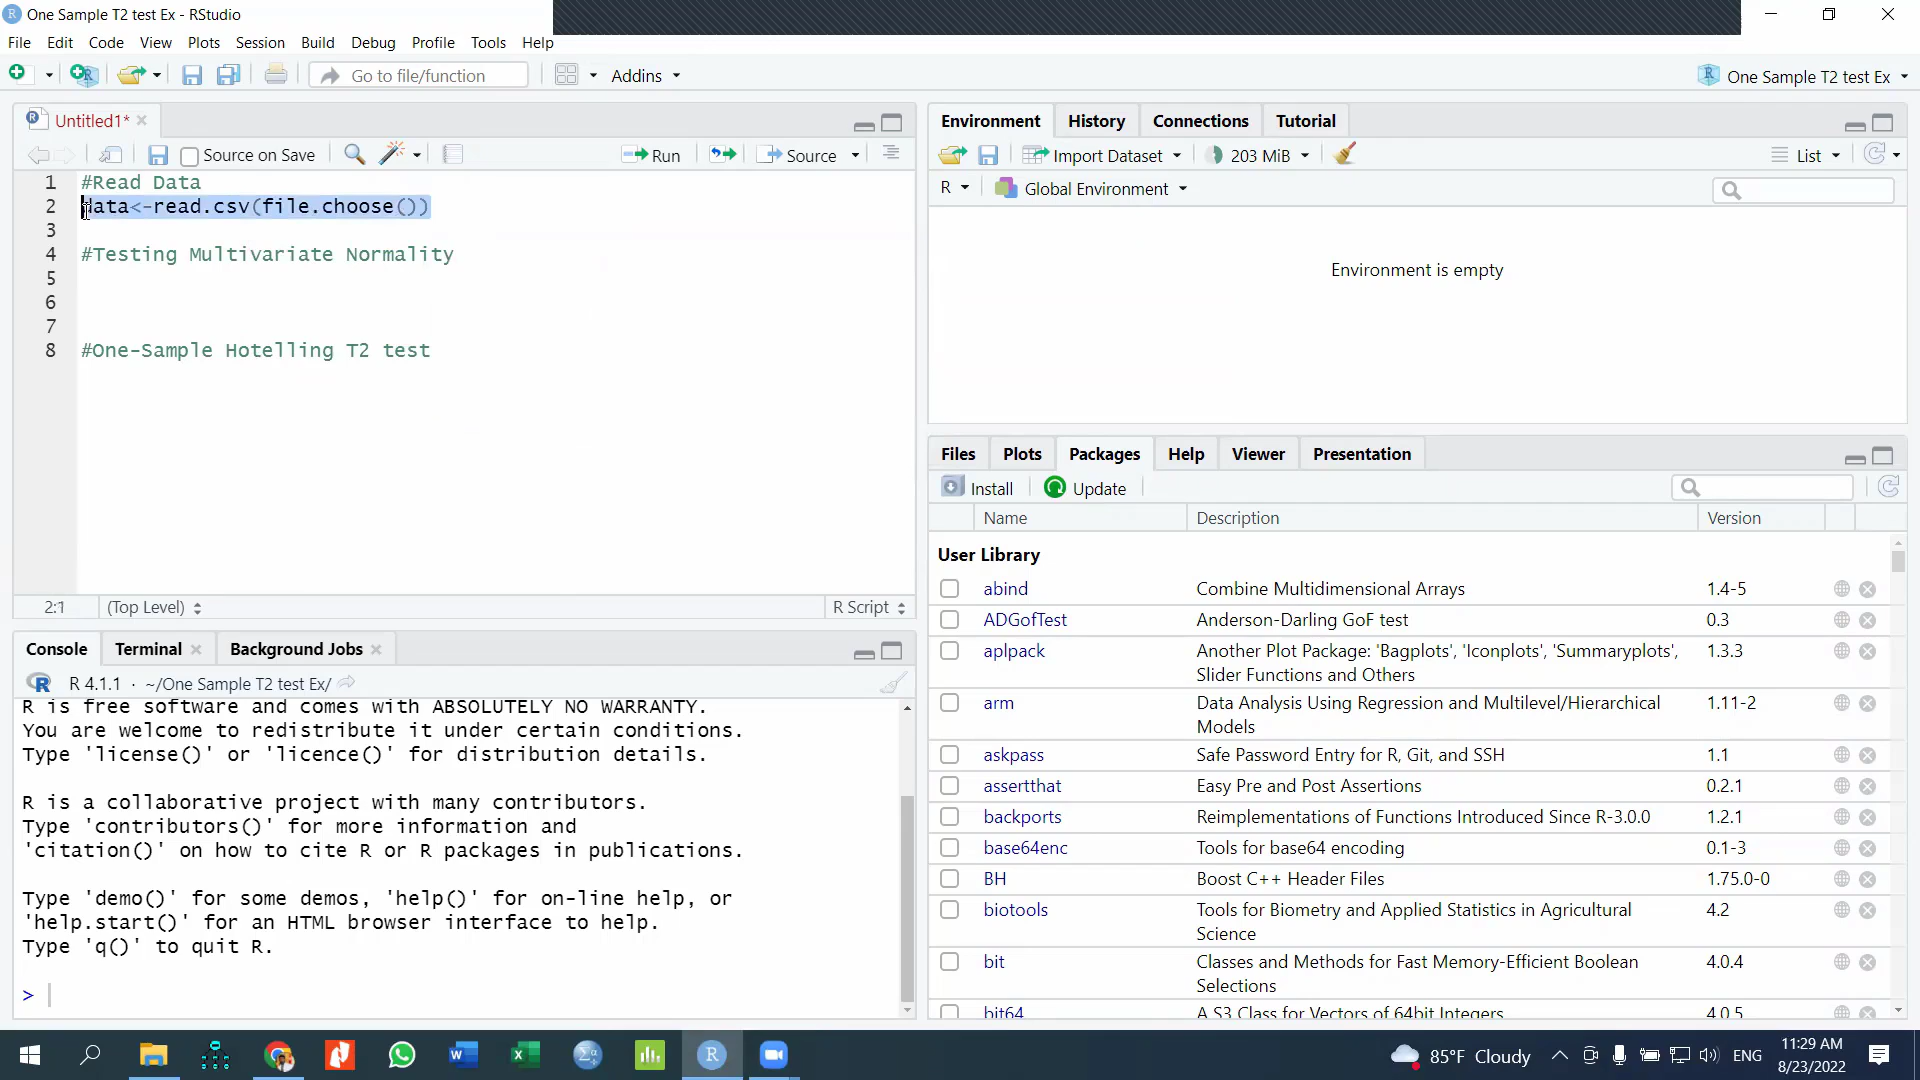 One Sample T2 test Ex - RStudio
File Edit Code View Plots Session Build Debug Profile Tools Help
Go to file/function Addins One Sample T2 test Ex
Untitled1*
Source on Save Run Source
1 #Read Data
2 data<-read.csv(file.choose())
3
4 #Testing Multivariate Normality
5
6
7
8 #One-Sample Hotelling T2 test
2:1 (Top Level) R Script
Console Terminal Background Jobs
R 4.1.1 · ~/One Sample T2 test Ex/
R is free software and comes with ABSOLUTELY NO WARRANTY.
You are welcome to redistribute it under certain conditions.
Type 'license()' or 'licence()' for distribution details.
R is a collaborative project with many contributors.
Type 'contributors()' for more information and
'citation()' on how to cite R or R packages in publications.
Type 'demo()' for some demos, 'help()' for on-line help, or
'help.start()' for an HTML browser interface to help.
Type 'q()' to quit R.
>
Environment History Connections Tutorial
Import Dataset 203 MiB List
R Global Environment
Environment is empty
Files Plots Packages Help Viewer Presentation
Install Update
Name Description Version
User Library
abind Combine Multidimensional Arrays 1.4-5
ADGofTest Anderson-Darling GoF test 0.3
aplpack Another Plot Package: 'Bagplots', 'Iconplots', 'Summaryplots', 1.3.3
Slider Functions and Others
arm Data Analysis Using Regression and Multilevel/Hierarchical 1.11-2
Models
askpass Safe Password Entry for R, Git, and SSH 1.1
assertthat Easy Pre and Post Assertions 0.2.1
backports Reimplementations of Functions Introduced Since R-3.0.0 1.2.1
base64enc Tools for base64 encoding 0.1-3
BH Boost C++ Header Files 1.75.0-0
biotools Tools for Biometry and Applied Statistics in Agricultural 4.2
Science
bit Classes and Methods for Fast Memory-Efficient Boolean 4.0.4
Selections
bit64 A S3 Class for Vectors of 64bit Integers 4.0.5
85°F Cloudy ENG 11:29 AM
8/23/2022